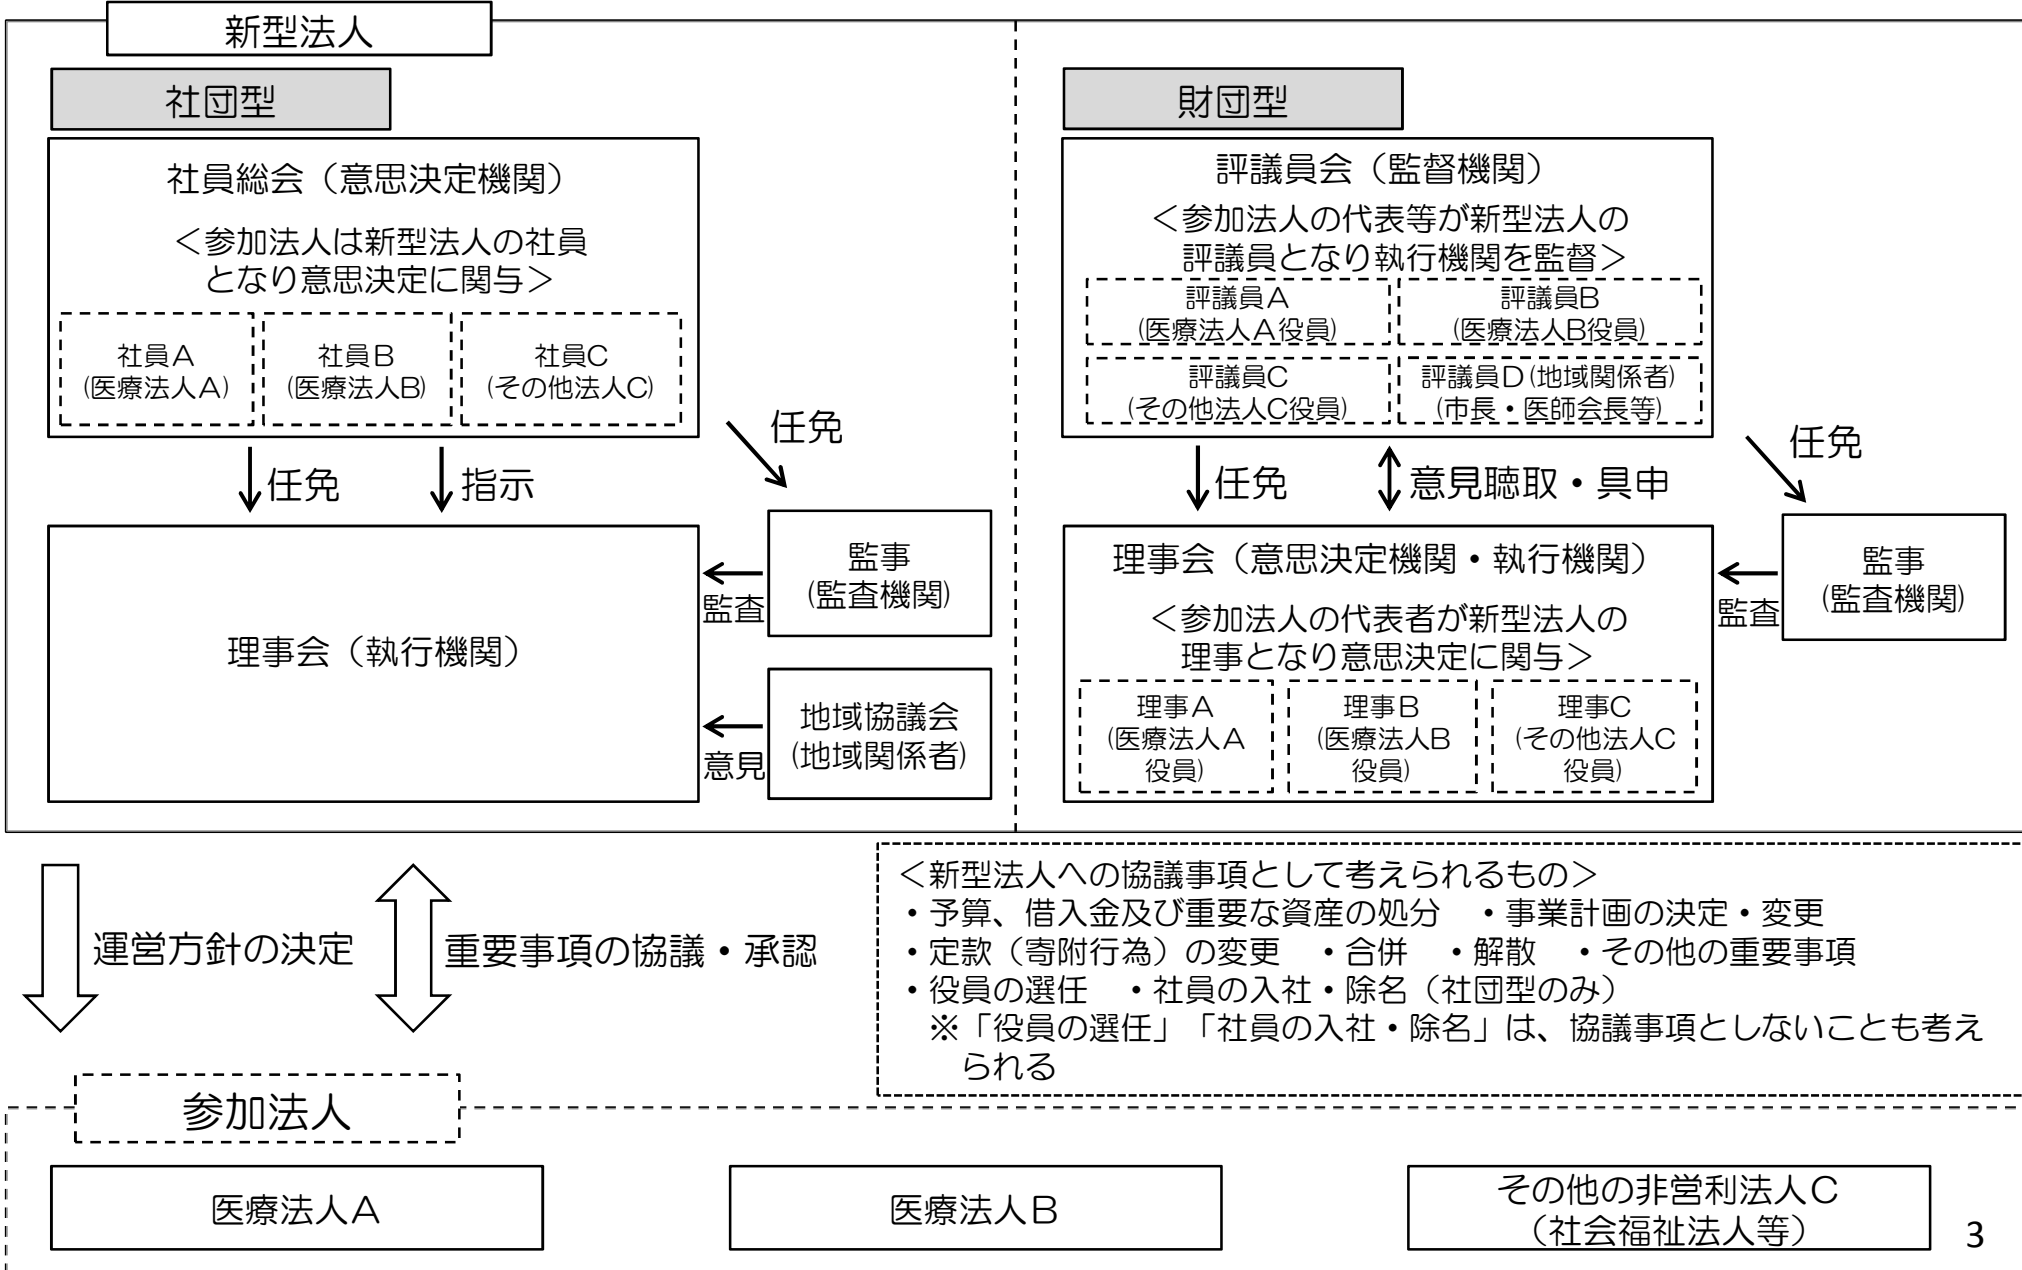 新型法人
社団型
社員総会（意思決定機関）
＜参加法人は新型法人の社員
となり意思決定に関与＞
社員A
(医療法人A)
社員B
(医療法人B)
社員C
(その他法人C)
任免
指示
任免
理事会（執行機関）
監事
(監査機関)
監査
地域協議会
(地域関係者)
意見
財団型
評議員会（監督機関）
＜参加法人の代表等が新型法人の
評議員となり執行機関を監督＞
評議員A
(医療法人A役員)
評議員B
(医療法人B役員)
評議員C
(その他法人C役員)
評議員D(地域関係者)
(市長・医師会長等)
任免
意見聴取・具申
任免
理事会（意思決定機関・執行機関）
＜参加法人の代表者が新型法人の
理事となり意思決定に関与＞
理事A
(医療法人A
役員)
理事B
(医療法人B
役員)
理事C
(その他法人C
役員)
監事
(監査機関)
監査
運営方針の決定
重要事項の協議・承認
＜新型法人への協議事項として考えられるもの＞
・予算、借入金及び重要な資産の処分　・事業計画の決定・変更
・定款（寄附行為）の変更　・合併　・解散　・その他の重要事項
・役員の選任　・社員の入社・除名（社団型のみ）
※「役員の選任」「社員の入社・除名」は、協議事項としないことも考え
られる
参加法人
医療法人A
医療法人B
その他の非営利法人C
（社会福祉法人等）
3